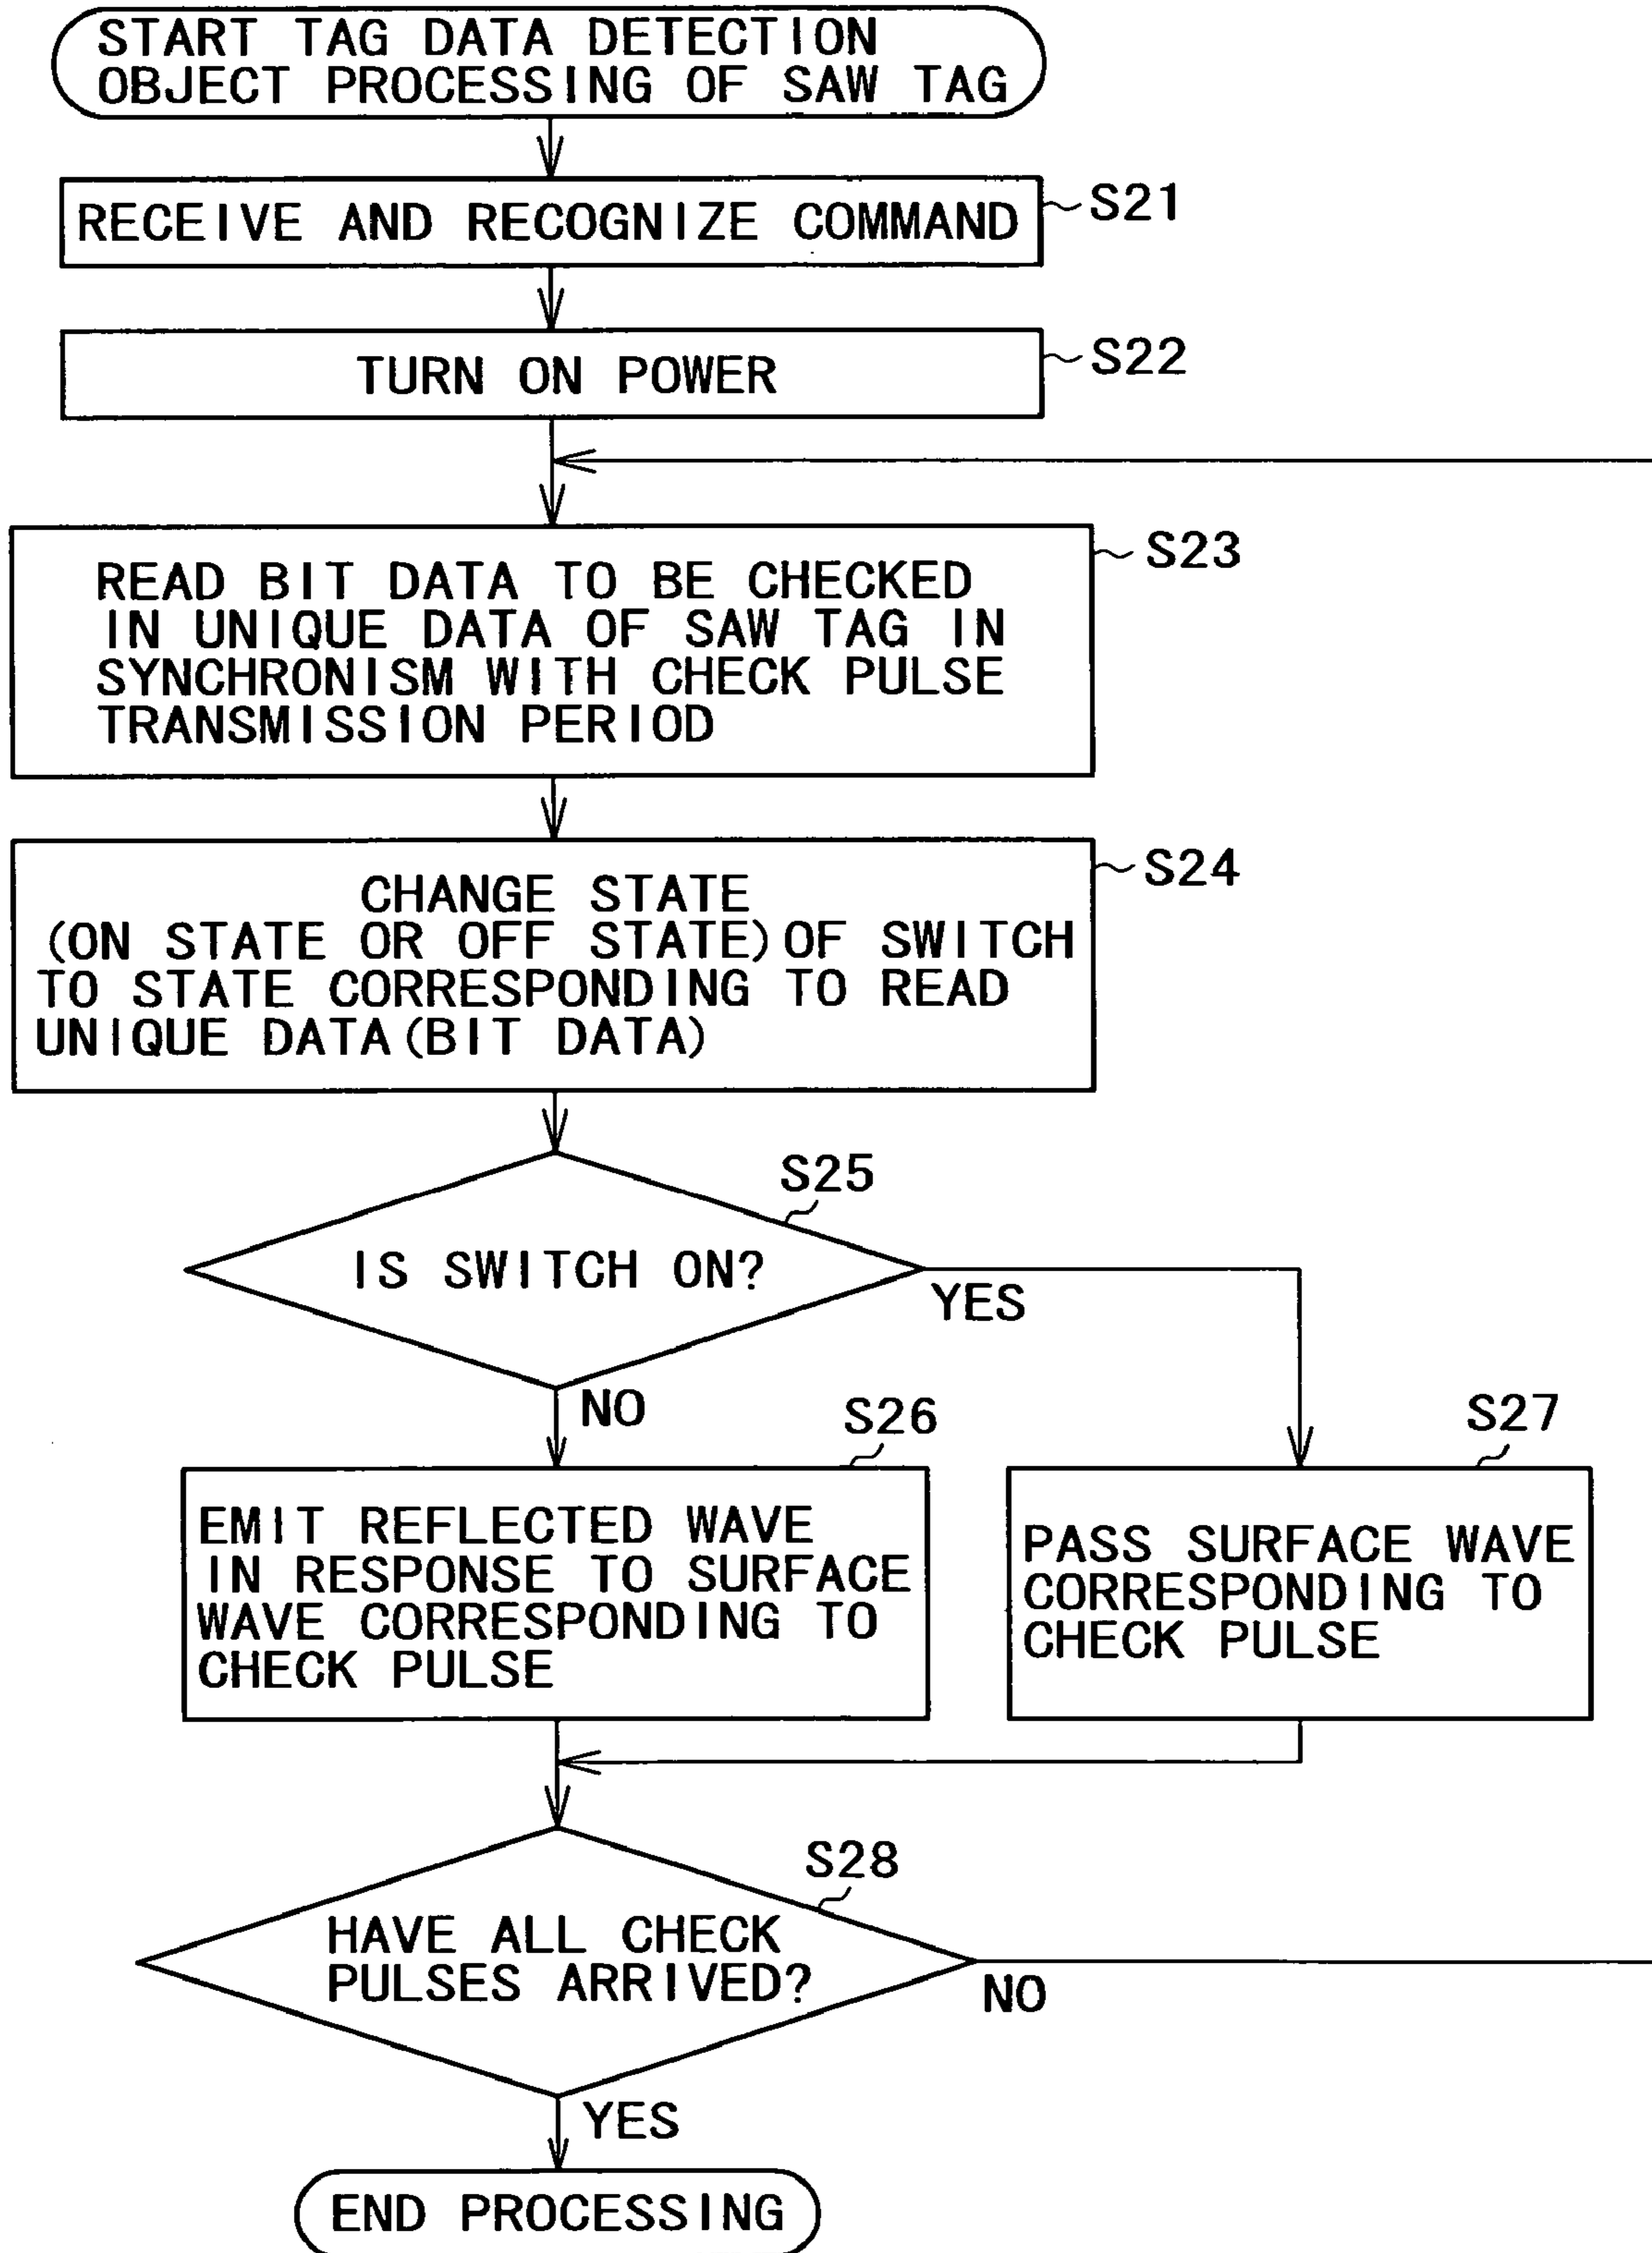 START TAG DATA DETECTION
OBJECT PROCESSING OF SAW TAG
RECEIVE AND RECOGNIZE COMMAND
S21
TURN ON POWER
S22
S23
READ BIT DATA TO BE CHECKED
IN UNIQUE DATA OF SAW TAG IN
SYNCHRONISM WITH CHECK PULSE
TRANSMISSION PERIOD
S24
CHANGE STATE
(ON STATE OR OFF STATE) OF SWITCH
TO STATE CORRESPONDING TO READ
UNIQUE DATA (BIT DATA)
S25
IS SWITCH ON?
YES
NO
S26
EMIT REFLECTED WAVE
IN RESPONSE TO SURFACE
WAVE CORRESPONDING TO
CHECK PULSE
S27
PASS SURFACE WAVE
CORRESPONDING TO
CHECK PULSE
S28
HAVE ALL CHECK
PULSES ARRIVED?
NO
YES
END PROCESSING